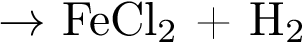 → FeCl₂ + H₂